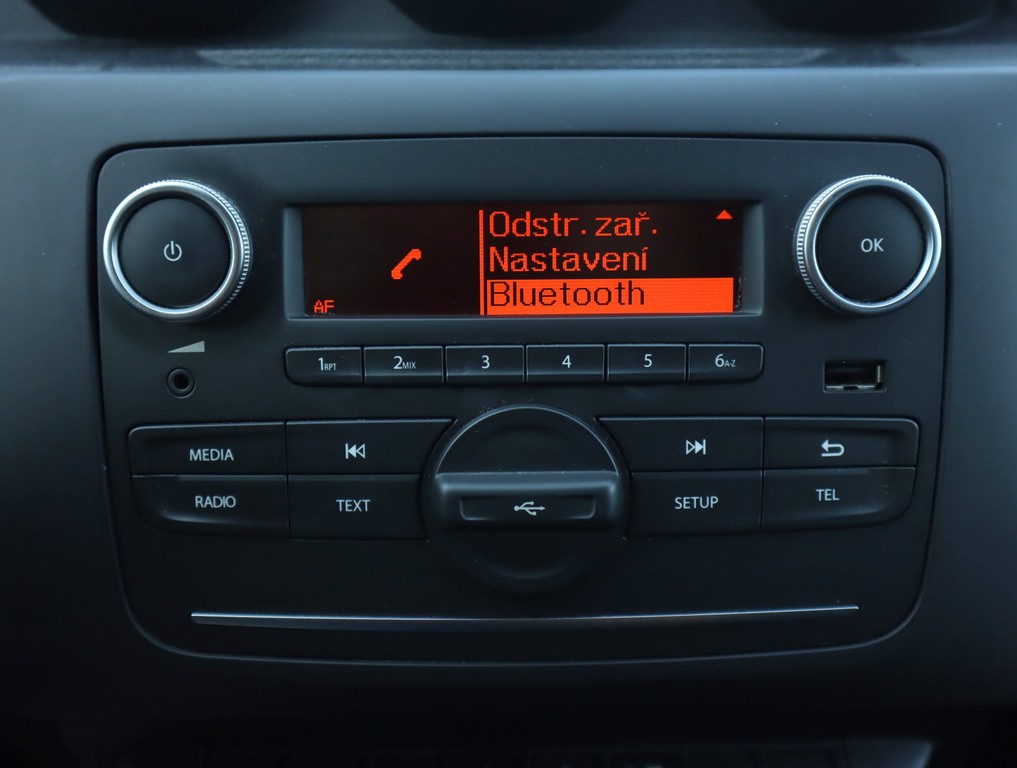 Odstr. zař.
Nastavení
Bluetooth
AF
OK
1RPT 2MIX 3 4 5 6A-Z
MEDIA
RADIO TEXT SETUP TEL